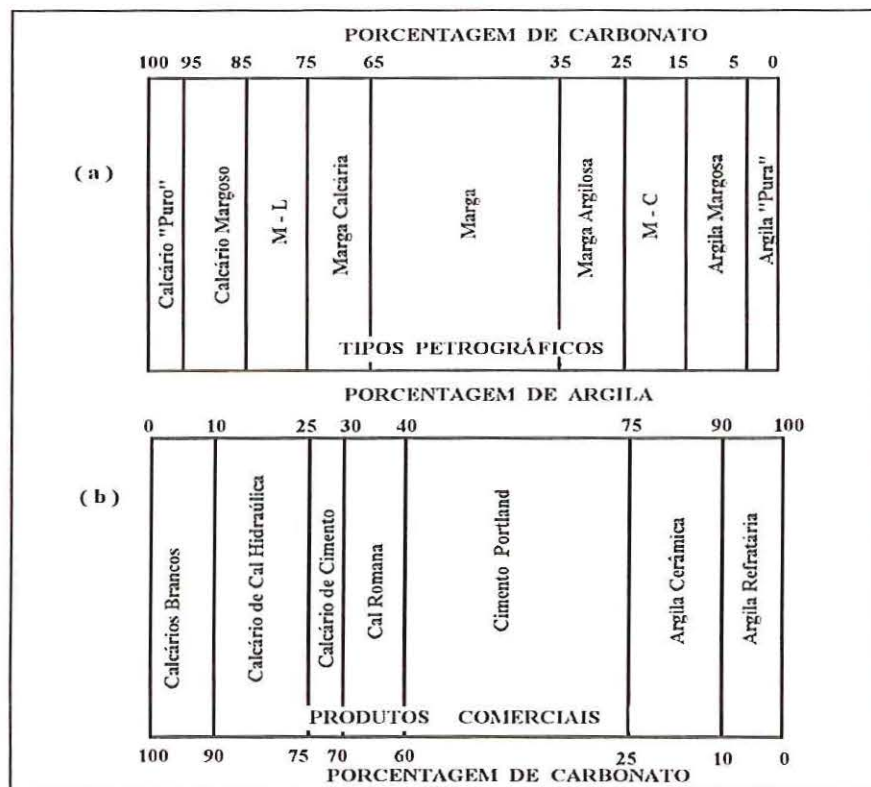 PORCENTAGEM DE CARBONATO
100 95 85 75 65 35 25 15 5 0
( a )
Calcário "Puro"
Calcário Margoso
M - L
Marga Calcária
Marga
Marga Argilosa
M - C
Argila Margosa
Argila "Pura"
TIPOS PETROGRÁFICOS
PORCENTAGEM DE ARGILA
0 10 25 30 40 75 90 100
( b )
Calcários Brancos
Calcário de Cal Hidraúlica
Calcário de Cimento
Cal Romana
Cimento Portland
Argila Cerâmica
Argila Refratária
PRODUTOS COMERCIAIS
100 90 75 70 60 25 10 0
PORCENTAGEM DE CARBONATO